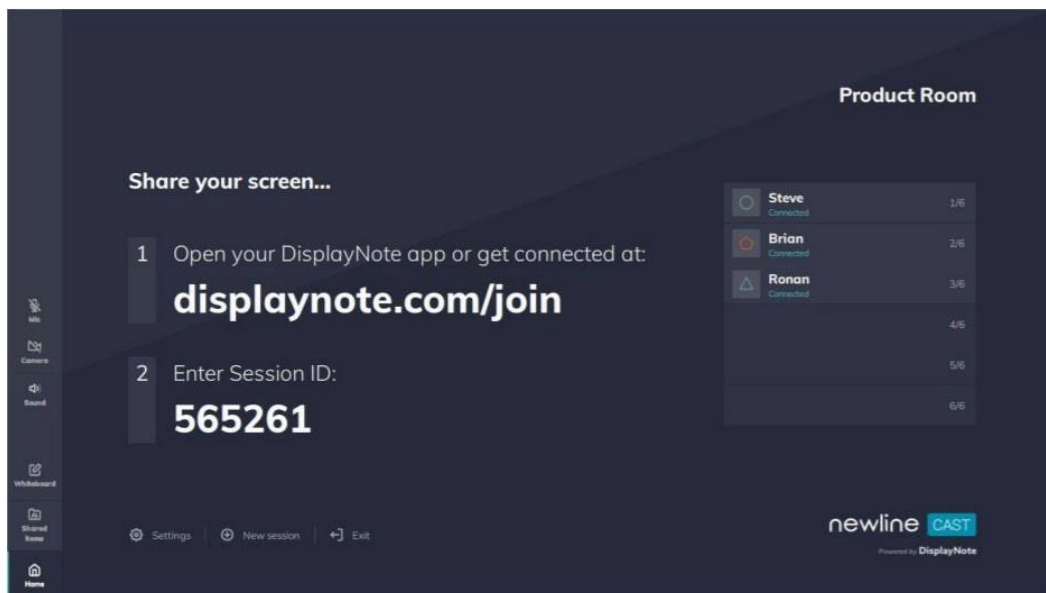 Product Room
Share your screen...
1 Open your DisplayNote app or get connected at:
displaynote.com/join
2 Enter Session ID:
565261
Steve
Connected
1/6
Brian
Connected
2/6
Ronan
Connected
3/6
4/6
5/6
6/6
Mic
Camera
Sound
Whiteboard
Shared
Items
Home
Settings
New session
Exit
newline CAST
Powered by DisplayNote